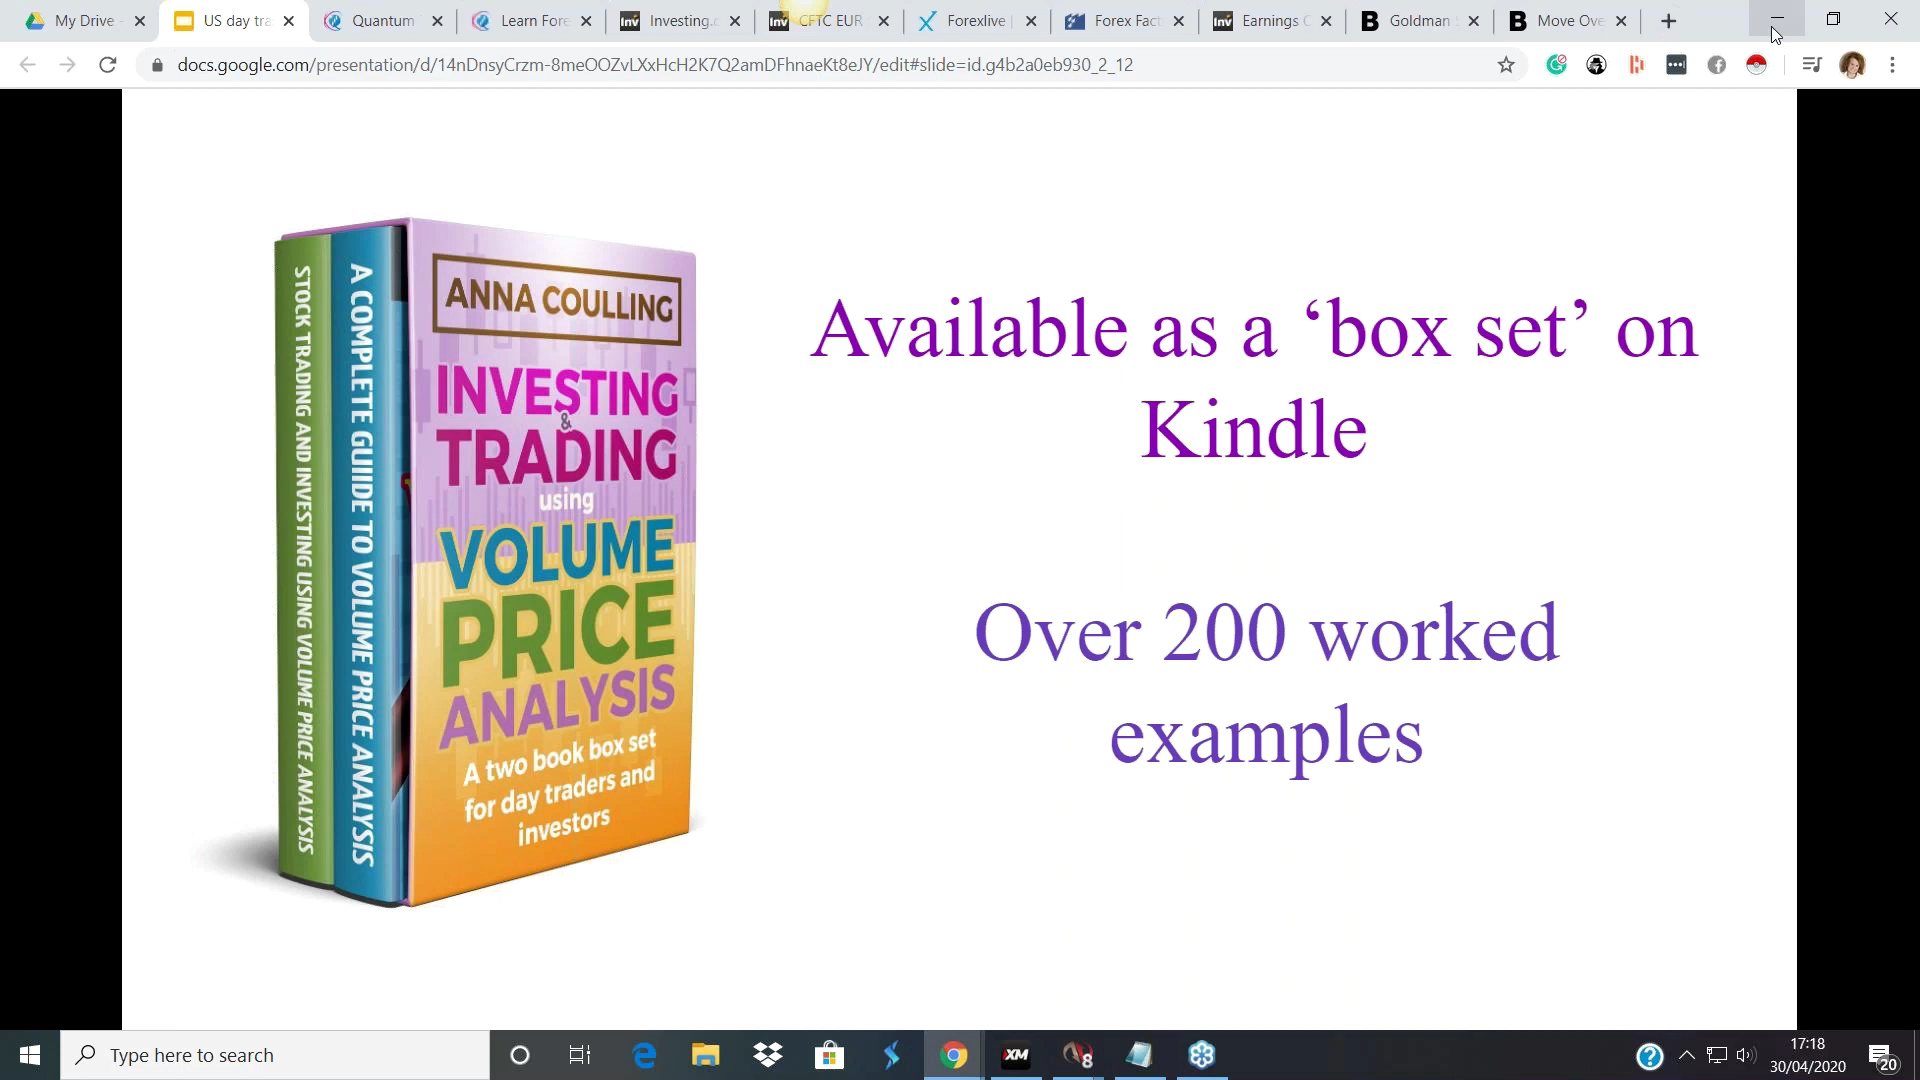 My Drive -
US day tra
Quantum
Learn Fore
Investing.c
CFTC EUR
Forexlive |
Forex Fact
Earnings C
Goldman S
Move Ove
docs.google.com/presentation/d/14nDnsyCrzm-8meOOZvLXxHcH2K7Q2amDFhnaeKt8eJY/edit#slide=id.g4b2a0eb930_2_12
STOCK TRADING AND INVESTING USING VOLUME PRICE ANALYSIS
A COMPLETE GUIDE TO VOLUME PRICE ANALYSIS
ANNA COULLING
INVESTING
&
TRADING
using
VOLUME
PRICE
ANALYSIS
A two book box set
for day traders and
investors
Available as a ‘box set’ on
Kindle
Over 200 worked
examples
Type here to search
17:18
30/04/2020
20